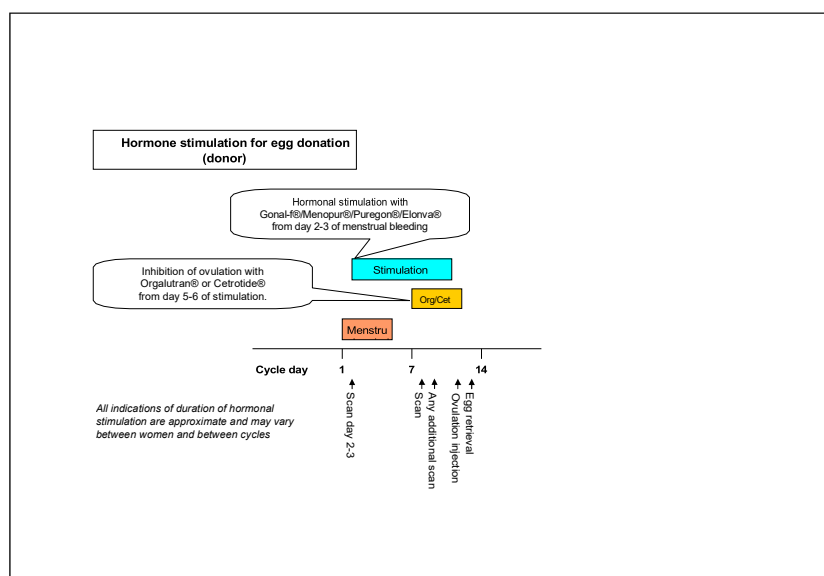 Hormone stimulation for egg donation
(donor)
Hormonal stimulation with
Gonal-f®/Menopur®/Puregon®/Elonva®
from day 2-3 of menstrual bleeding
Stimulation
Inhibition of ovulation with
Orgalutran® or Cetrotide®
from day 5-6 of stimulation.
Org/Cet
Menstru
Cycle day
1
7
14
Scan day 2-3
Scan
Any additional scan
Ovulation injection
Egg retrieval
All indications of duration of hormonal
stimulation are approximate and may vary
between women and between cycles